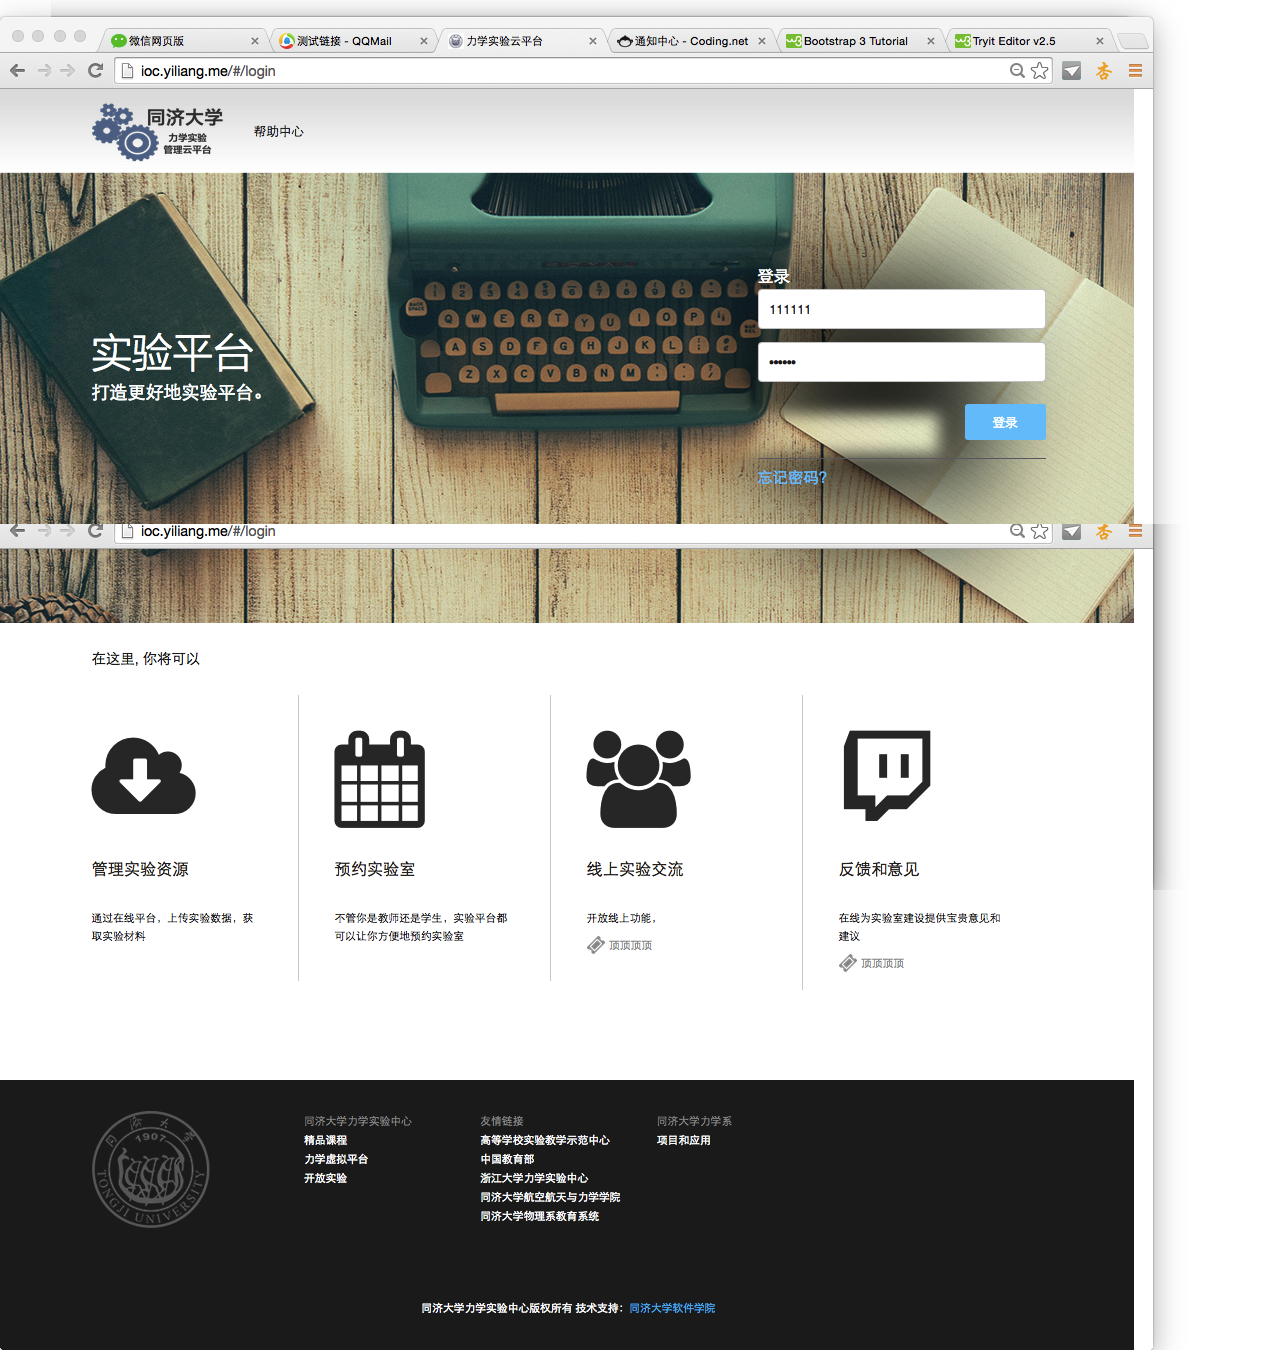 微信网页版
测试链接 - QQMail
力学实验云平台
通知中心 - Coding.net
Bootstrap 3 Tutorial
Tryit Editor v2.5
ioc.yiliang.me/#/login
同济大学
力学实验
管理云平台
帮助中心
登录
111111
••••••
实验平台
打造更好地实验平台。
登录
忘记密码?
ioc.yiliang.me/#/login
在这里, 你将可以
管理实验资源
通过在线平台，上传实验数据，获
取实验材料
预约实验室
不管你是教师还是学生，实验平台都
可以让你方便地预约实验室
线上实验交流
开放线上功能，
顶顶顶顶
反馈和意见
在线为实验室建设提供宝贵意见和
建议
顶顶顶顶
同济大学
1907
TONGJI UNIVERSITY
同济大学力学实验中心
精品课程
力学虚拟平台
开放实验
友情链接
高等学校实验教学示范中心
中国教育部
浙江大学力学实验中心
同济大学航空航天与力学学院
同济大学物理系教育系统
同济大学力学系
项目和应用
同济大学力学实验中心版权所有 技术支持：同济大学软件学院